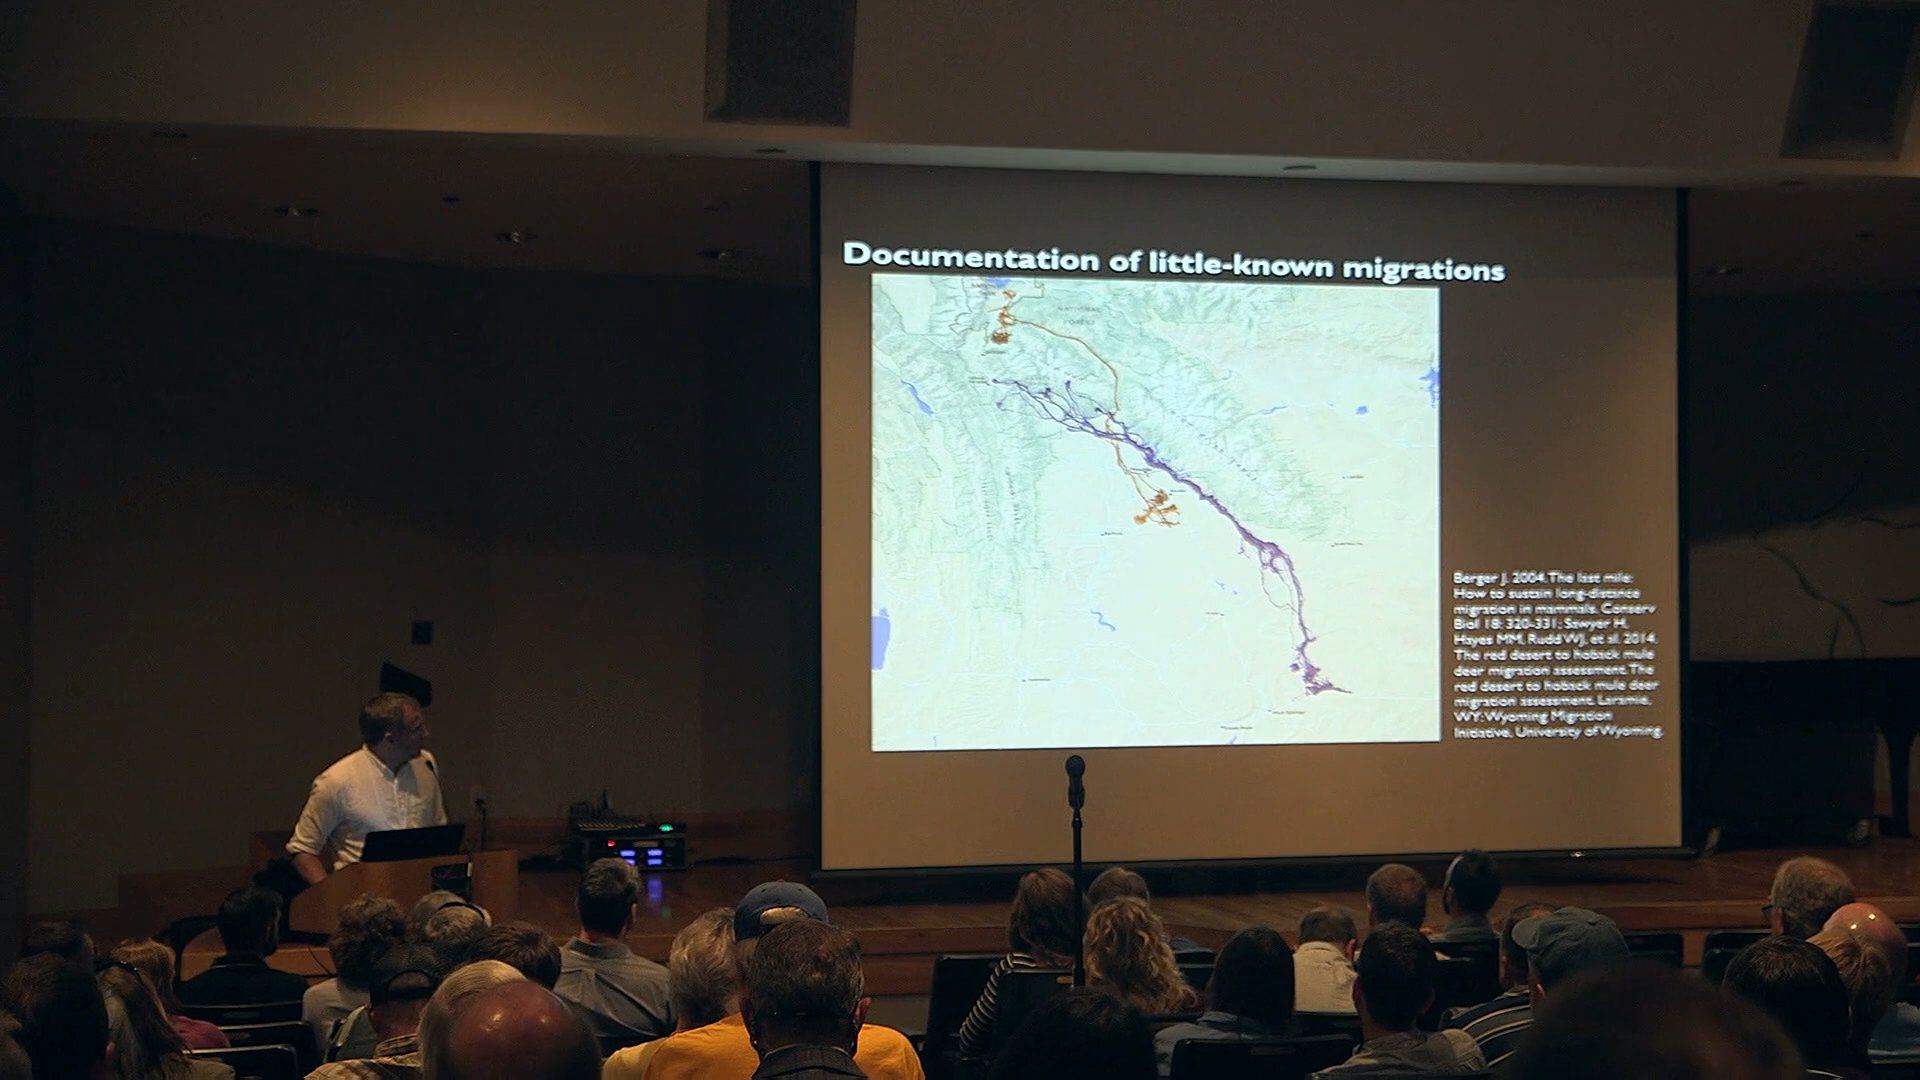 Documentation of little-known migrations
NATIONAL
FOREST
Berger J. 2004. The last mile:
How to sustain long-distance
migration in mammals. Conserv
Biol 18: 320-331; Sawyer H,
Hayes MM, Rudd WJ, et al. 2014.
The red desert to hoback mule
deer migration assessment. The
red desert to hoback mule deer
migration assessment. Laramie,
WY: Wyoming Migration
Initiative, University of Wyoming.